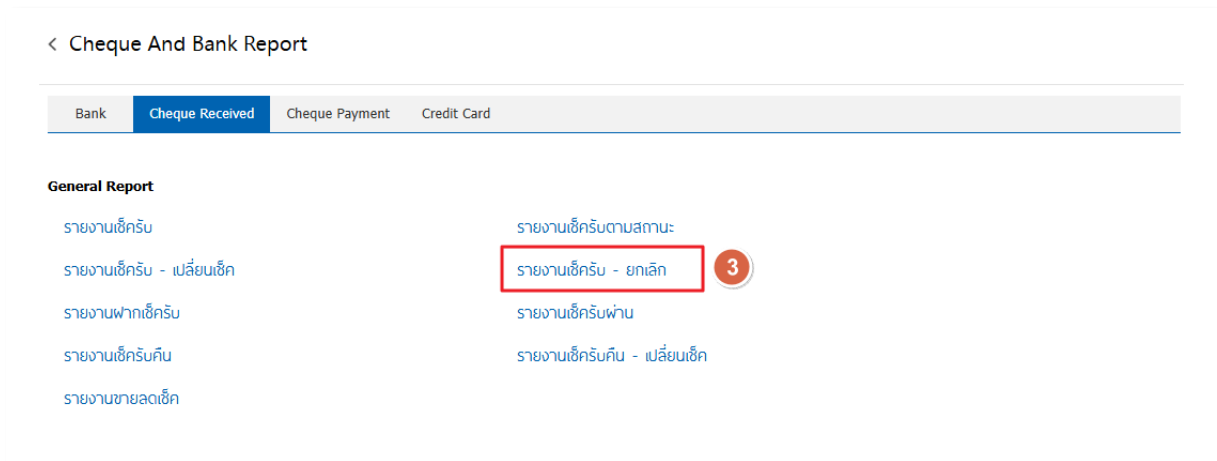 < Cheque And Bank Report
Bank Cheque Received Cheque Payment Credit Card
General Report
รายงานเช็ครับ รายงานเช็ครับตามสถานะ
รายงานเช็ครับ - เปลี่ยนเช็ค รายงานเช็ครับ - ยกเลิก 3
รายงานฝากเช็ครับ รายงานเช็ครับผ่าน
รายงานเช็ครับคืน รายงานเช็ครับคืน - เปลี่ยนเช็ค
รายงานขายลดเช็ค